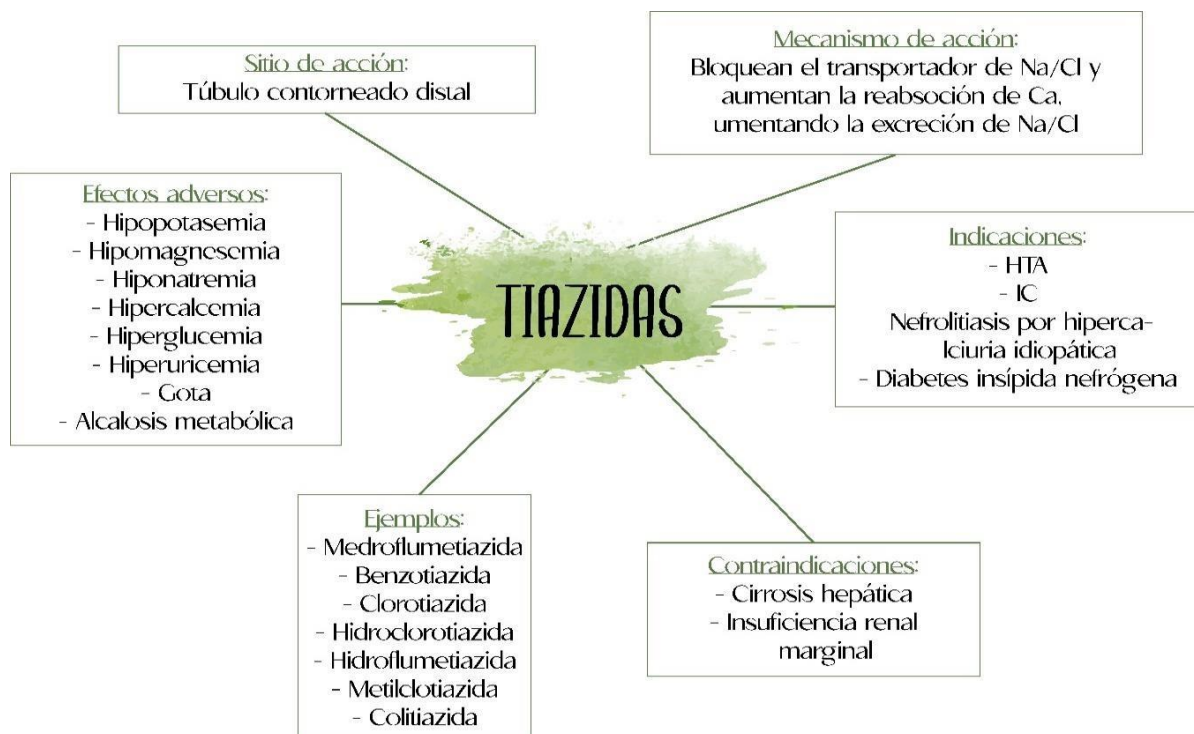 Sitio de acción:
Túbulo contorneado distal
Mecanismo de acción:
Bloquean el transportador de Na/Cl y
aumentan la reabsoción de Ca,
umentando la excreción de Na/Cl
Efectos adversos:
- Hipopotasemia
- Hipomagnesemia
- Hiponatremia
- Hipercalcemia
- Hiperglucemia
- Hiperuricemia
- Gota
- Alcalosis metabólica
TIAZIDAS
Indicaciones:
- HTA
- IC
Nefrolitiasis por hiperca-
lciuria idiopática
- Diabetes insípida nefrógena
Ejemplos:
- Medroflumetiazida
- Benzotiazida
- Clorotiazida
- Hidroclorotiazida
- Hidroflumetiazida
- Metilclotiazida
- Colitiazida
Contraindicaciones:
- Cirrosis hepática
- Insuficiencia renal
marginal